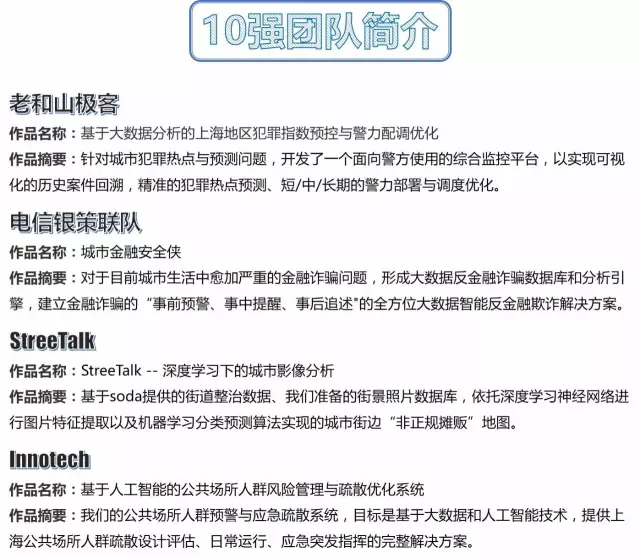 10强团队简介
老和山极客
作品名称：基于大数据分析的上海地区犯罪指数预控与警力配调优化
作品摘要：针对城市犯罪热点与预测问题，开发了一个面向警方使用的综合监控平台，以实现可视
化的历史案件回溯，精准的犯罪热点预测、短/中/长期的警力部署与调度优化。
电信银策联队
作品名称：城市金融安全侠
作品摘要：对于目前城市生活中愈加严重的金融诈骗问题，形成大数据反金融诈骗数据库和分析引
擎，建立金融诈骗的“事前预警、事中提醒、事后追述"的全方位大数据智能反金融欺诈解决方案。
StreeTalk
作品名称：StreeTalk -- 深度学习下的城市影像分析
作品摘要：基于soda提供的街道整治数据、我们准备的街景照片数据库，依托深度学习神经网络进
行图片特征提取以及机器学习分类预测算法实现的城市街边“非正规摊贩”地图。
Innotech
作品名称：基于人工智能的公共场所人群风险管理与疏散优化系统
作品摘要：我们的公共场所人群预警与应急疏散系统，目标是基于大数据和人工智能技术，提供上
海公共场所人群疏散设计评估、日常运行、应急突发指挥的完整解决方案。